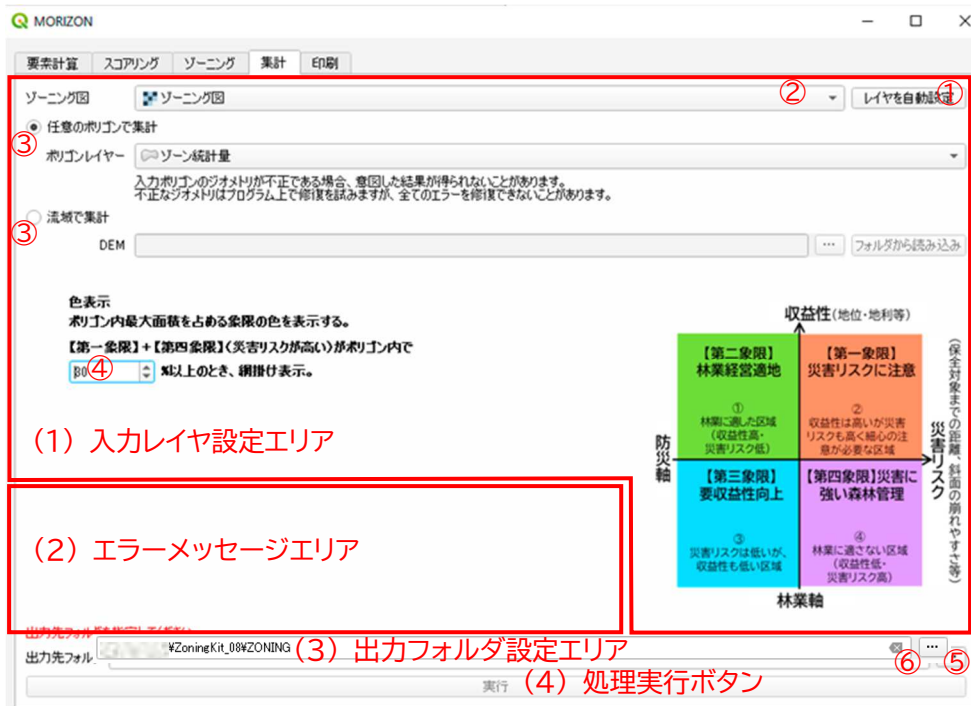 MORIZON
要素計算 スコアリング ゾーニング 集計 印刷
ゾーニング図 ゾーニング図 ② レイヤを自動設定 ①
③ 任意のポリゴンで集計
ポリゴンレイヤー ゾーン統計量
入力ポリゴンのジオメトリが不正である場合、意図した結果が得られないことがあります。
不正なジオメトリはプログラム上で修復を試みますが、全てのエラーを修復できないことがあります。
③ 流域で集計
DEM ... フォルダから読み込み
色表示
ポリゴン内最大面積を占める象限の色を表示する。
【第一象限】+【第四象限】(災害リスクが高い)がポリゴン内で
④ %以上のとき、網掛け表示。
収益性(地位・地利等)
【第二象限】
林業経営適地
①
林業に適した区域
(収益性高・
災害リスク低)
【第一象限】
災害リスクに注意
②
収益性は高いが災害
リスクも高く細心の注
意が必要な区域
防災軸
災害リスク
(保全対象までの距離、斜面の崩れやすさ等)
【第三象限】
要収益性向上
③
災害リスクは低いが、
収益性も低い区域
【第四象限】災害に
強い森林管理
④
林業に適さない区域
(収益性低・
災害リスク高)
林業軸
(1)入力レイヤ設定エリア
(2)エラーメッセージエリア
出力先フォル
¥ZoningKit_08¥ZONING
(3)出力フォルダ設定エリア
⑥ ... ⑤
実行 (4)処理実行ボタン